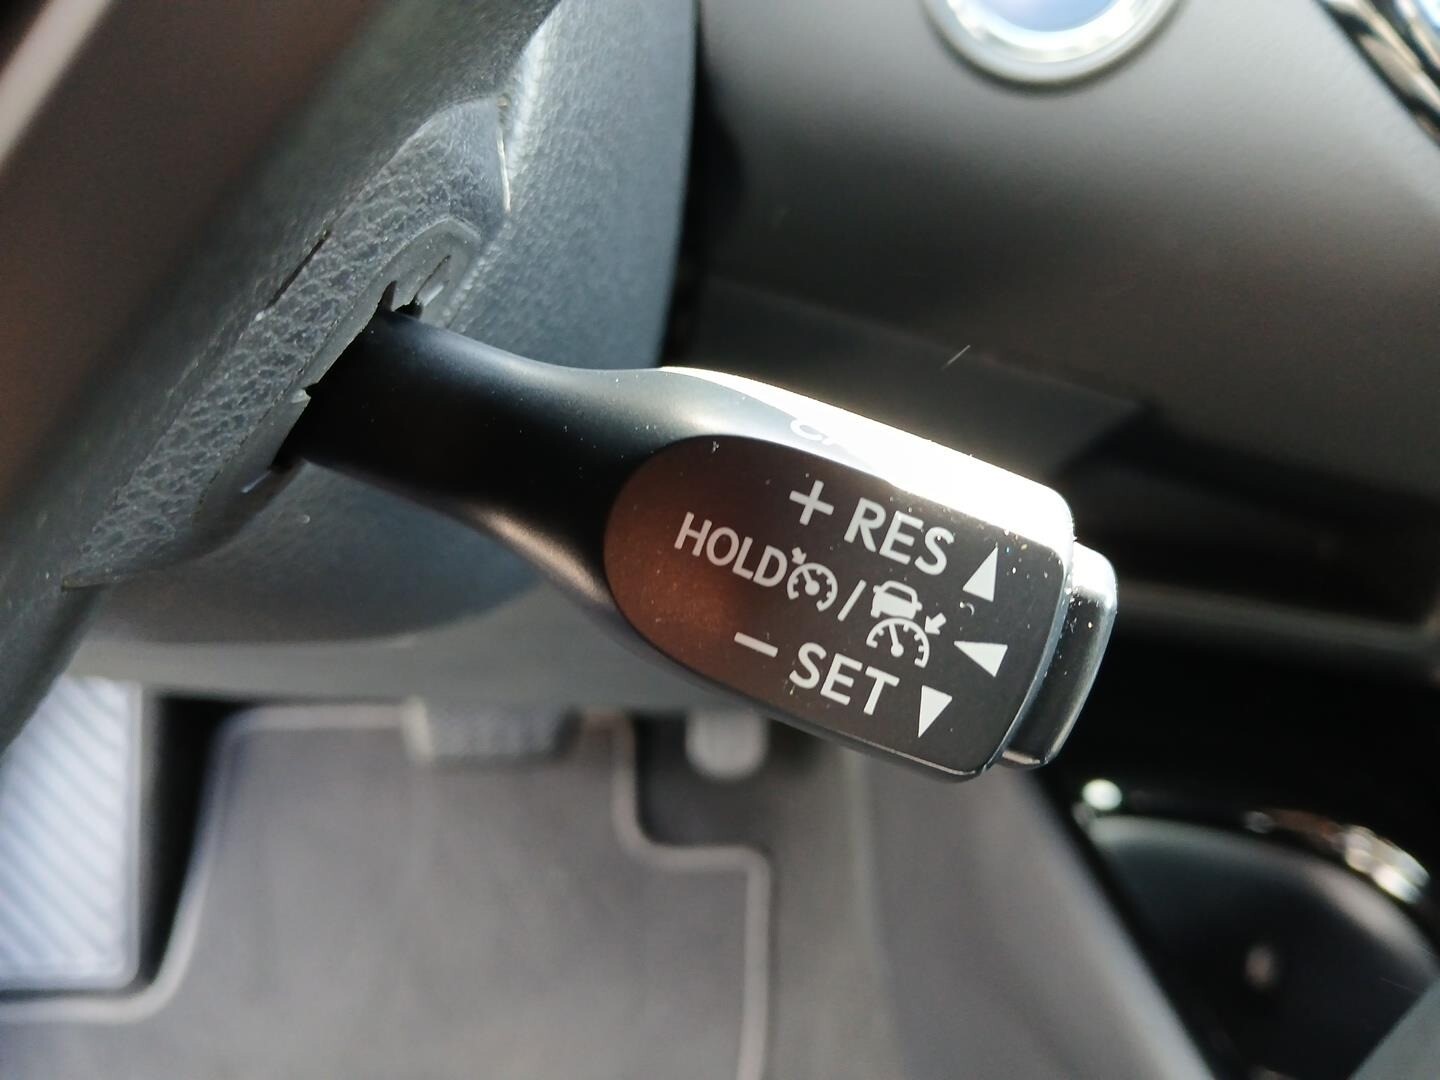 + RES
HOLD /
– SET